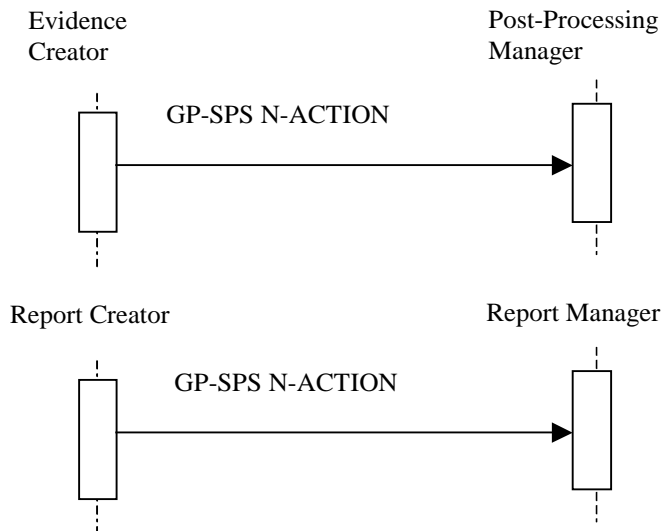 Evidence
Creator
Post-Processing
Manager
GP-SPS N-ACTION
Report Creator
Report Manager
GP-SPS N-ACTION